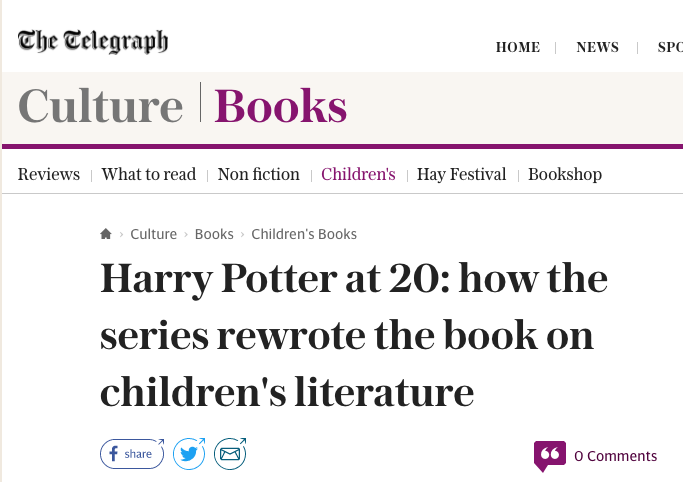 The Telegraph
HOME NEWS SPO
Culture Books
Reviews What to read Non fiction Children's Hay Festival Bookshop
Culture › Books › Children's Books
Harry Potter at 20: how the
series rewrote the book on
children's literature
share
0 Comments